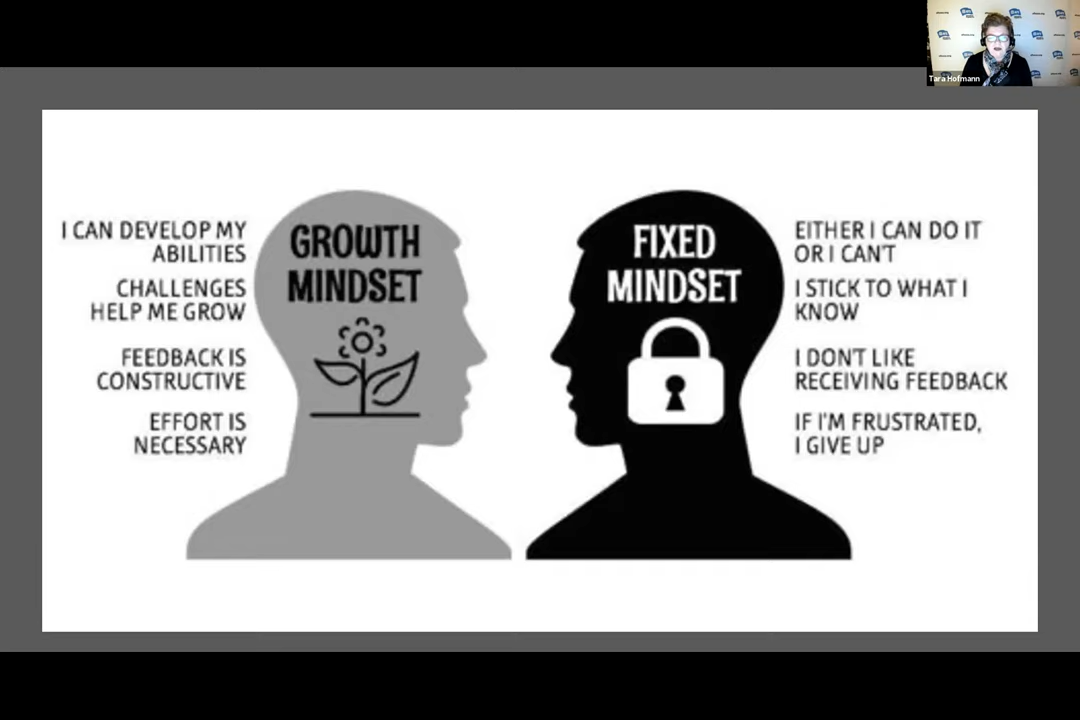 Tara Hofmann
I CAN DEVELOP MY
ABILITIES
CHALLENGES
HELP ME GROW
FEEDBACK IS
CONSTRUCTIVE
EFFORT IS
NECESSARY
GROWTH
MINDSET
FIXED
MINDSET
EITHER I CAN DO IT
OR I CAN'T
I STICK TO WHAT I
KNOW
I DON'T LIKE
RECEIVING FEEDBACK
IF I'M FRUSTRATED,
I GIVE UP